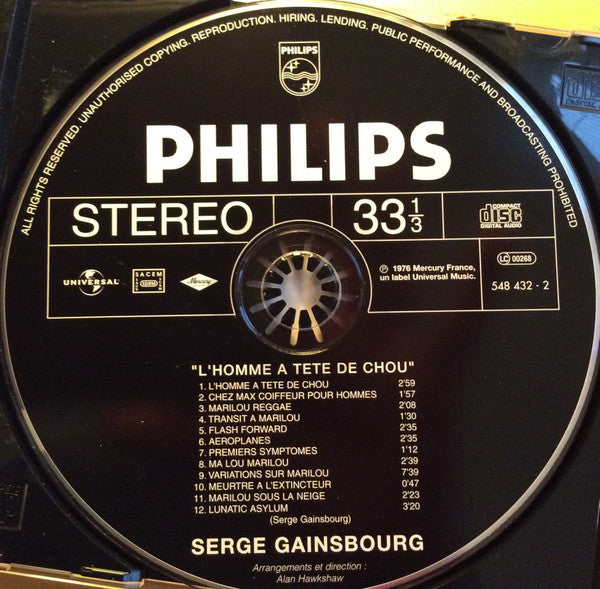 ALL RIGHTS RESERVED. UNAUTHORISED COPYING. REPRODUCTION. HIRING. LENDING. PUBLIC PERFORMANCE AND BROADCASTING PROHIBITED
PHILIPS
PHILIPS
STEREO 33 1/3 COMPACT disc DIGITAL AUDIO
UNIVERSAL SACEM SDRM Mercury
℗ 1976 Mercury France,
un label Universal Music.
LC 00268
548 432 - 2
"L'HOMME A TETE DE CHOU"
1. L'HOMME A TETE DE CHOU 2'59
2. CHEZ MAX COIFFEUR POUR HOMMES 1'57
3. MARILOU REGGAE 2'08
4. TRANSIT A MARILOU 1'30
5. FLASH FORWARD 2'35
6. AEROPLANES 2'35
7. PREMIERS SYMPTOMES 1'12
8. MA LOU MARILOU 2'39
9. VARIATIONS SUR MARILOU 7'39
10. MEURTRE A L'EXTINCTEUR 0'47
11. MARILOU SOUS LA NEIGE 2'23
12. LUNATIC ASYLUM 3'20
(Serge Gainsbourg)
SERGE GAINSBOURG
Arrangements et direction :
Alan Hawkshaw